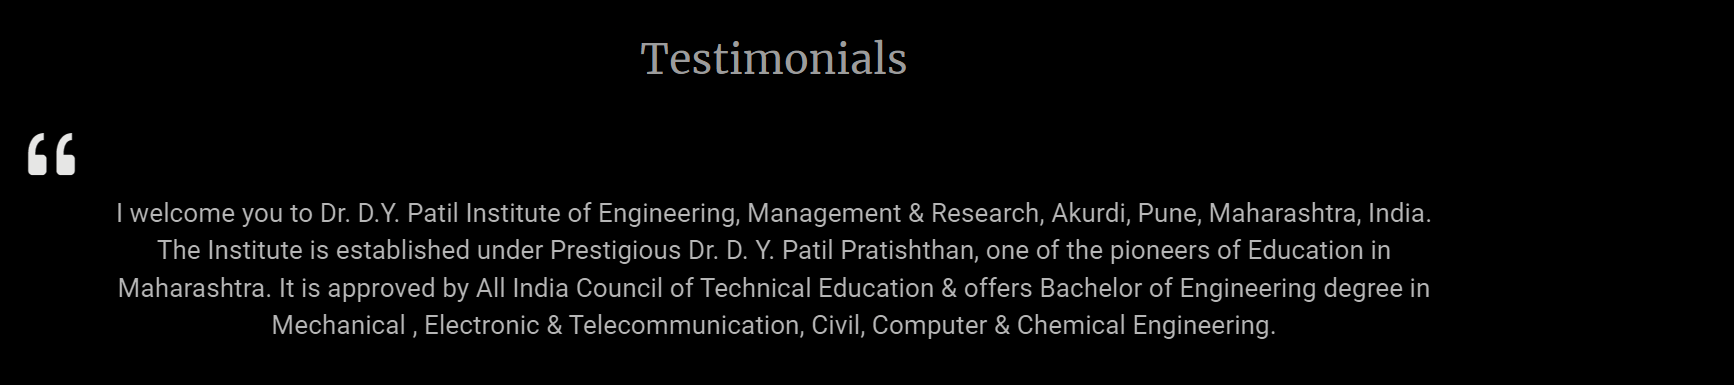 Testimonials
“
I welcome you to Dr. D.Y. Patil Institute of Engineering, Management & Research, Akurdi, Pune, Maharashtra, India.
The Institute is established under Prestigious Dr. D. Y. Patil Pratishthan, one of the pioneers of Education in
Maharashtra. It is approved by All India Council of Technical Education & offers Bachelor of Engineering degree in
Mechanical , Electronic & Telecommunication, Civil, Computer & Chemical Engineering.